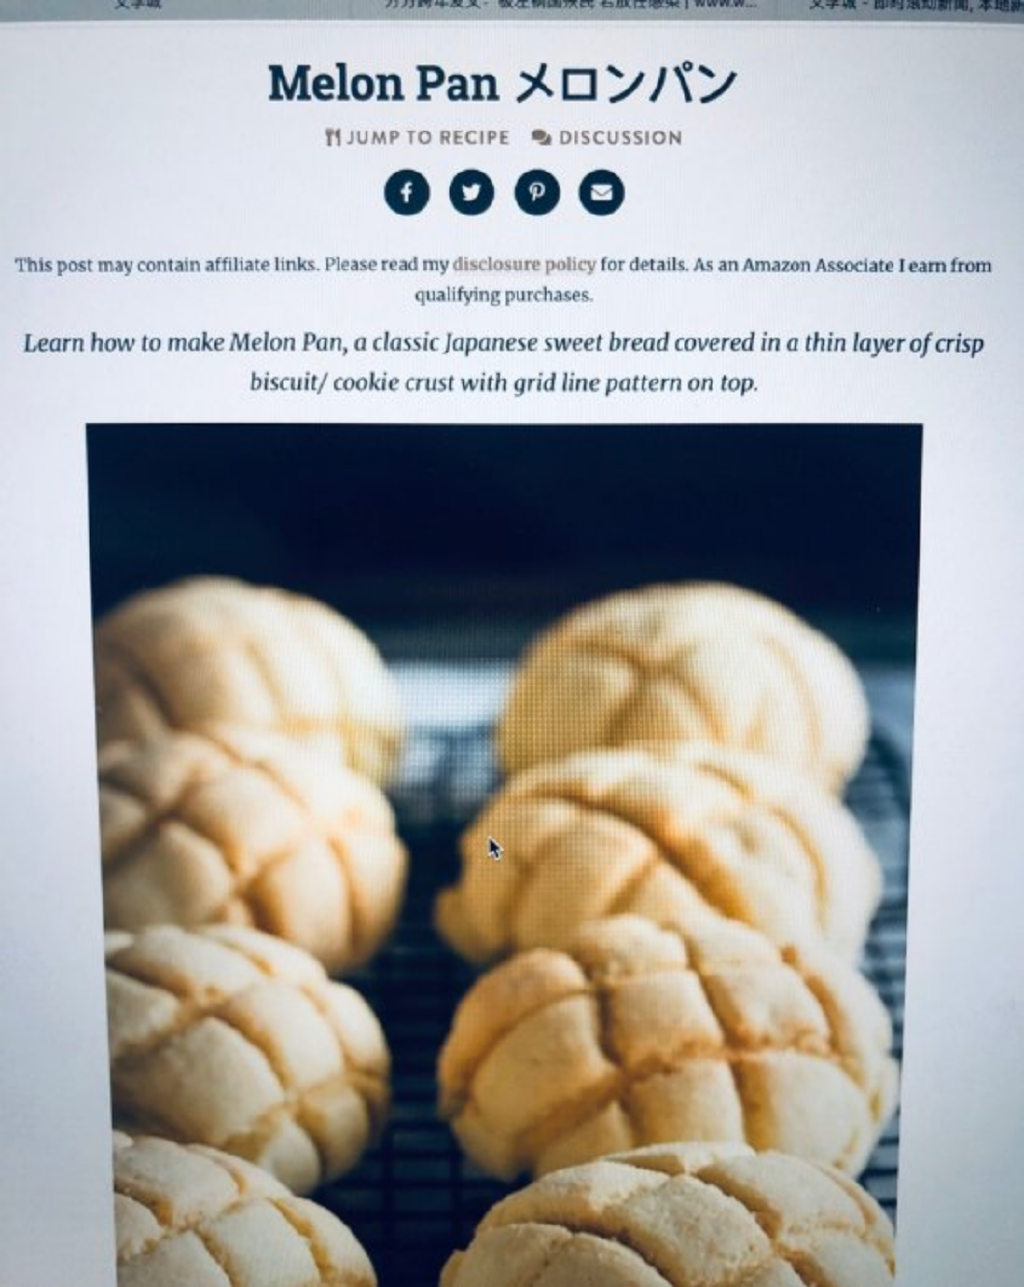 文学城
Melon Pan メロンパン
JUMP TO RECIPE DISCUSSION
This post may contain affiliate links. Please read my disclosure policy for details. As an Amazon Associate I earn from
qualifying purchases.
Learn how to make Melon Pan, a classic Japanese sweet bread covered in a thin layer of crisp
biscuit/ cookie crust with grid line pattern on top.